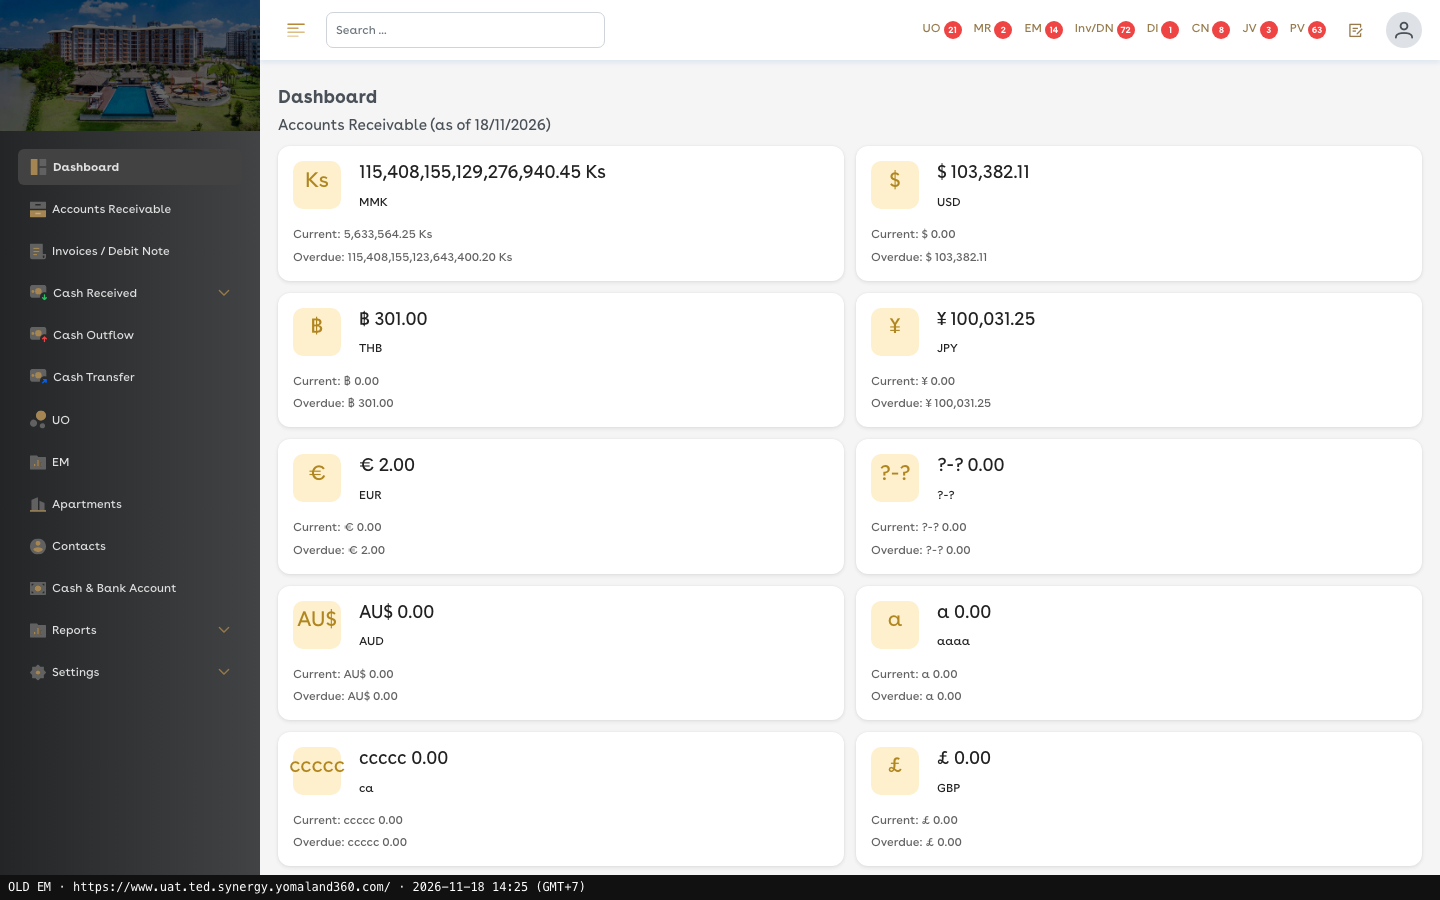 Search ...
UO 21 MR 2 EM 14 Inv/DN 72 DI 1 CN 8 JV 3 PV 63
Dashboard
Accounts Receivable
Invoices / Debit Note
Cash Received
Cash Outflow
Cash Transfer
UO
EM
Apartments
Contacts
Cash & Bank Account
Reports
Settings
Dashboard
Accounts Receivable (as of 18/11/2026)
Ks
115,408,155,129,276,940.45 Ks
MMK
Current: 5,633,564.25 Ks
Overdue: 115,408,155,123,643,400.20 Ks
$
$ 103,382.11
USD
Current: $ 0.00
Overdue: $ 103,382.11
฿
฿ 301.00
THB
Current: ฿ 0.00
Overdue: ฿ 301.00
¥
¥ 100,031.25
JPY
Current: ¥ 0.00
Overdue: ¥ 100,031.25
€
€ 2.00
EUR
Current: € 0.00
Overdue: € 2.00
?-?
?-? 0.00
?-?
Current: ?-? 0.00
Overdue: ?-? 0.00
AU$
AU$ 0.00
AUD
Current: AU$ 0.00
Overdue: AU$ 0.00
a
a 0.00
aaaa
Current: a 0.00
Overdue: a 0.00
ccccc
ccccc 0.00
ca
Current: ccccc 0.00
Overdue: ccccc 0.00
£
£ 0.00
GBP
Current: £ 0.00
Overdue: £ 0.00
OLD EM · https://www.uat.ted.synergy.yomaland360.com/ · 2026-11-18 14:25 (GMT+7)